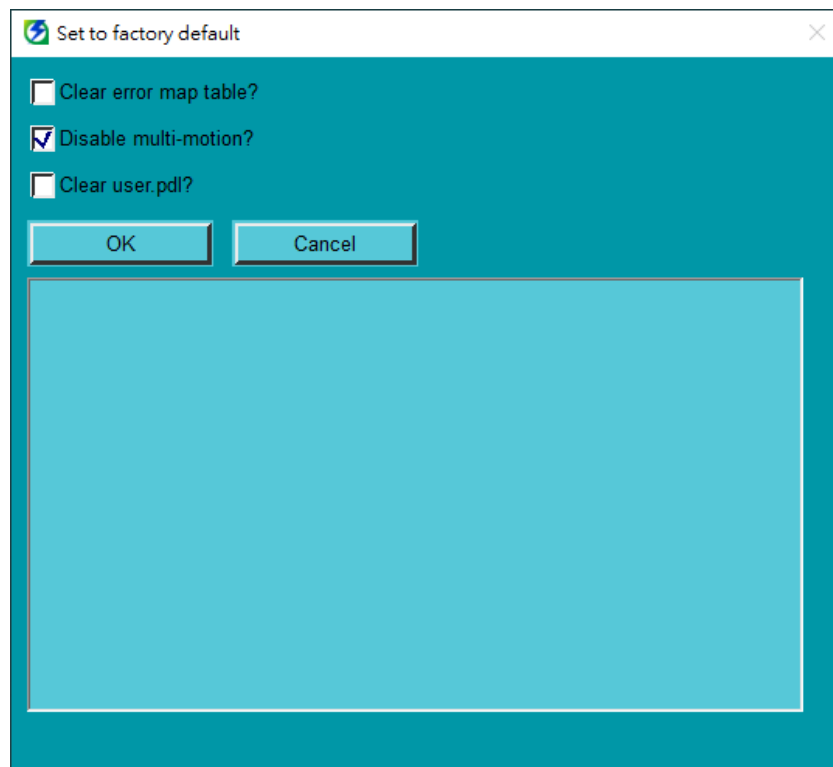 Set to factory default
Clear error map table?
Disable multi-motion?
Clear user.pdl?
OK Cancel